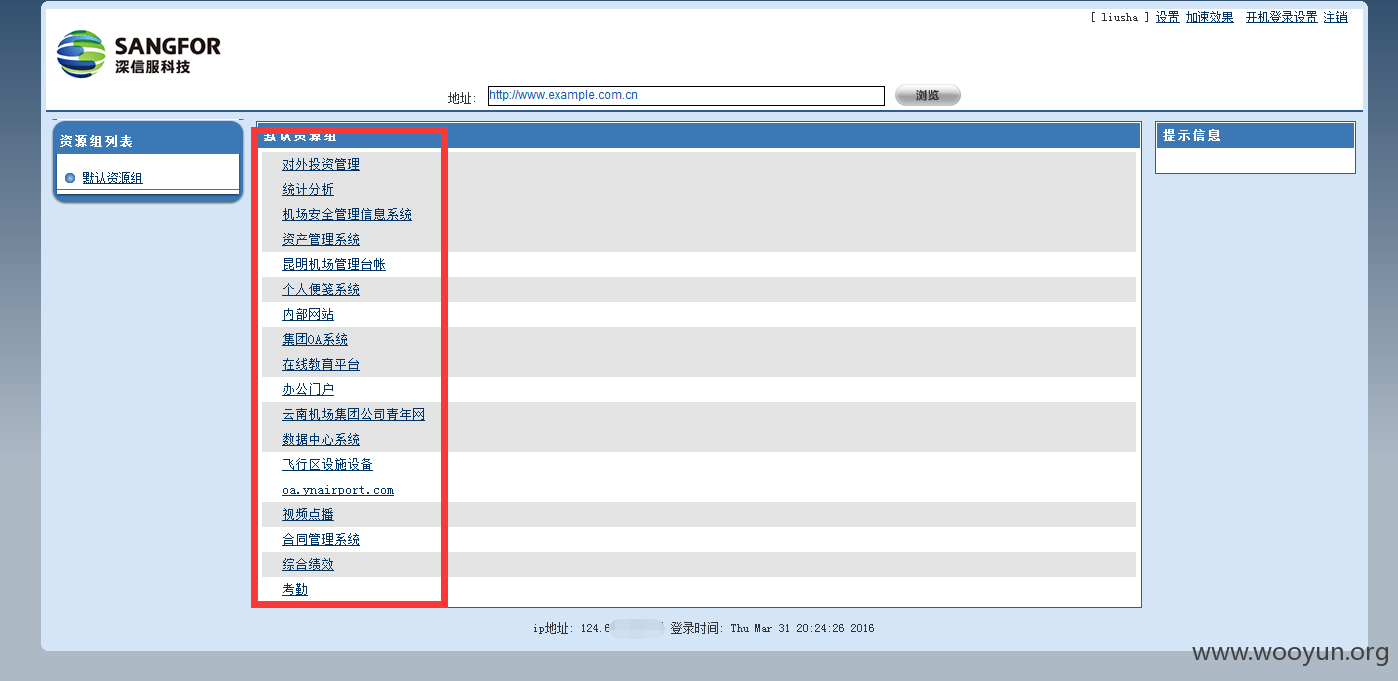 [ liusha ] 设置 加速效果 开机登录设置 注销
SANGFOR
深信服科技
地址: http://www.example.com.cn 浏览
资源组列表
默认资源组
默认资源组
对外投资管理
统计分析
机场安全管理信息系统
资产管理系统
昆明机场管理台帐
个人便笺系统
内部网站
集团OA系统
在线教育平台
办公门户
云南机场集团公司青年网
数据中心系统
飞行区设施设备
oa.ynairport.com
视频点播
合同管理系统
综合绩效
考勤
提示信息
ip地址: 124.6 登录时间: Thu Mar 31 20:24:26 2016
www.wooyun.org